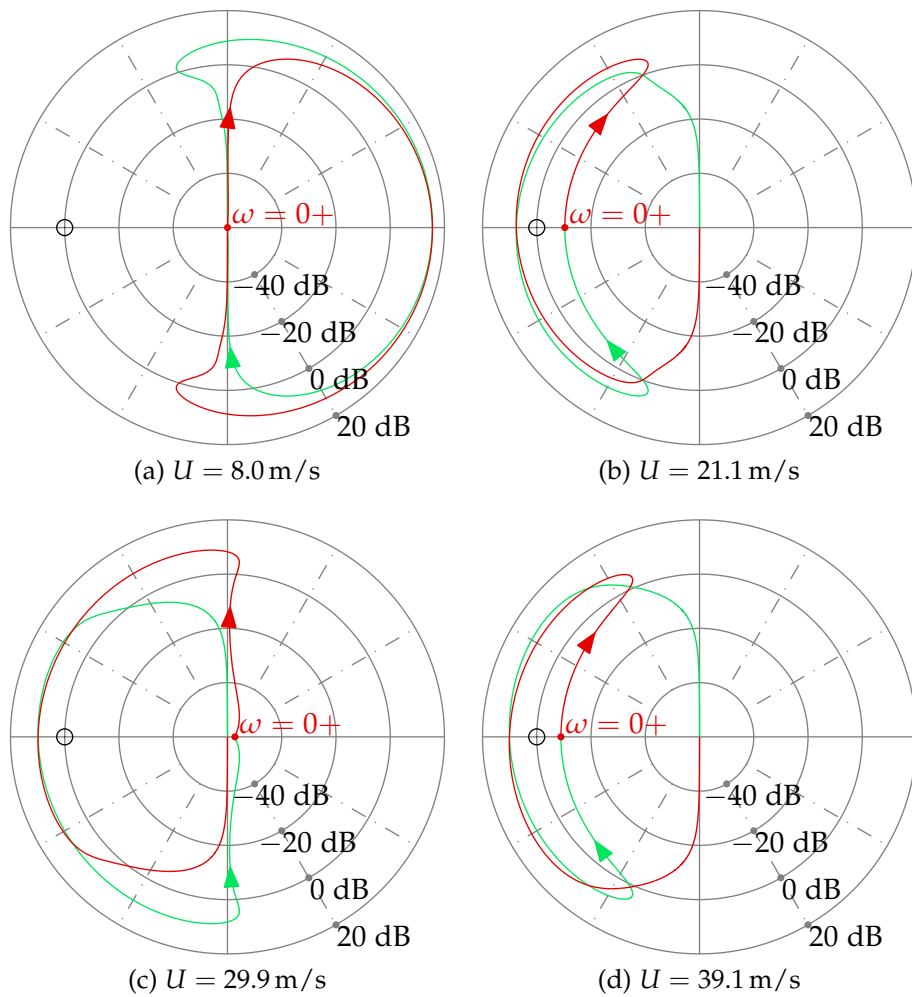 ω = 0+
−40 dB
−20 dB
0 dB
20 dB
(a) U = 8.0 m/s
ω = 0+
−40 dB
−20 dB
0 dB
20 dB
(b) U = 21.1 m/s
ω = 0+
−40 dB
−20 dB
0 dB
20 dB
(c) U = 29.9 m/s
ω = 0+
−40 dB
−20 dB
0 dB
20 dB
(d) U = 39.1 m/s